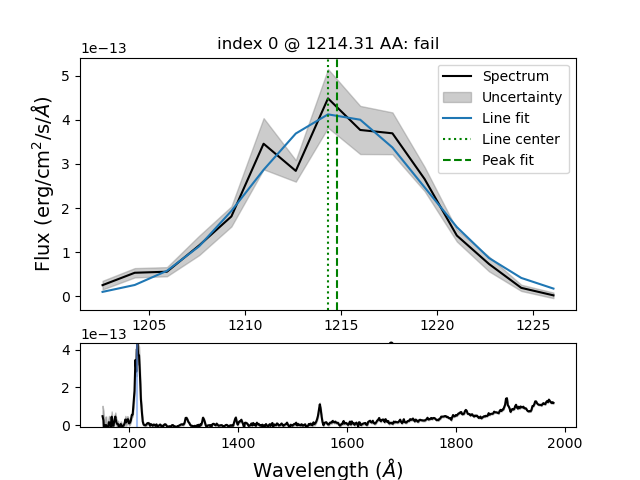 index 0 @ 1214.31 AA: fail
1e−13
Flux (erg/cm²/s/Å)
5
4
3
2
1
0
Spectrum
Uncertainty
Line fit
Line center
Peak fit
1205 1210 1215 1220 1225
1e−13
4
2
0
1200 1400 1600 1800 2000
Wavelength (Å)